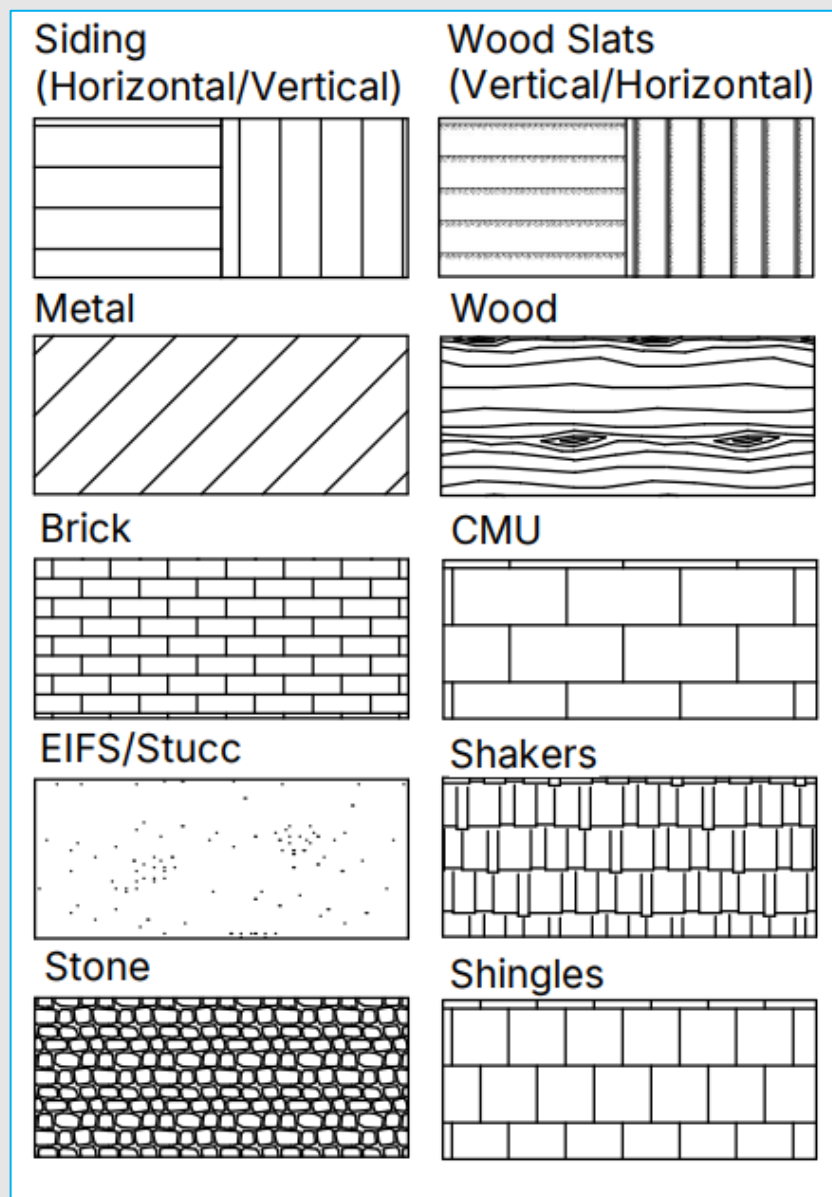 Siding
(Horizontal/Vertical)
Wood Slats
(Vertical/Horizontal)
Metal
Wood
Brick
CMU
EIFS/Stucc
Shakers
Stone
Shingles